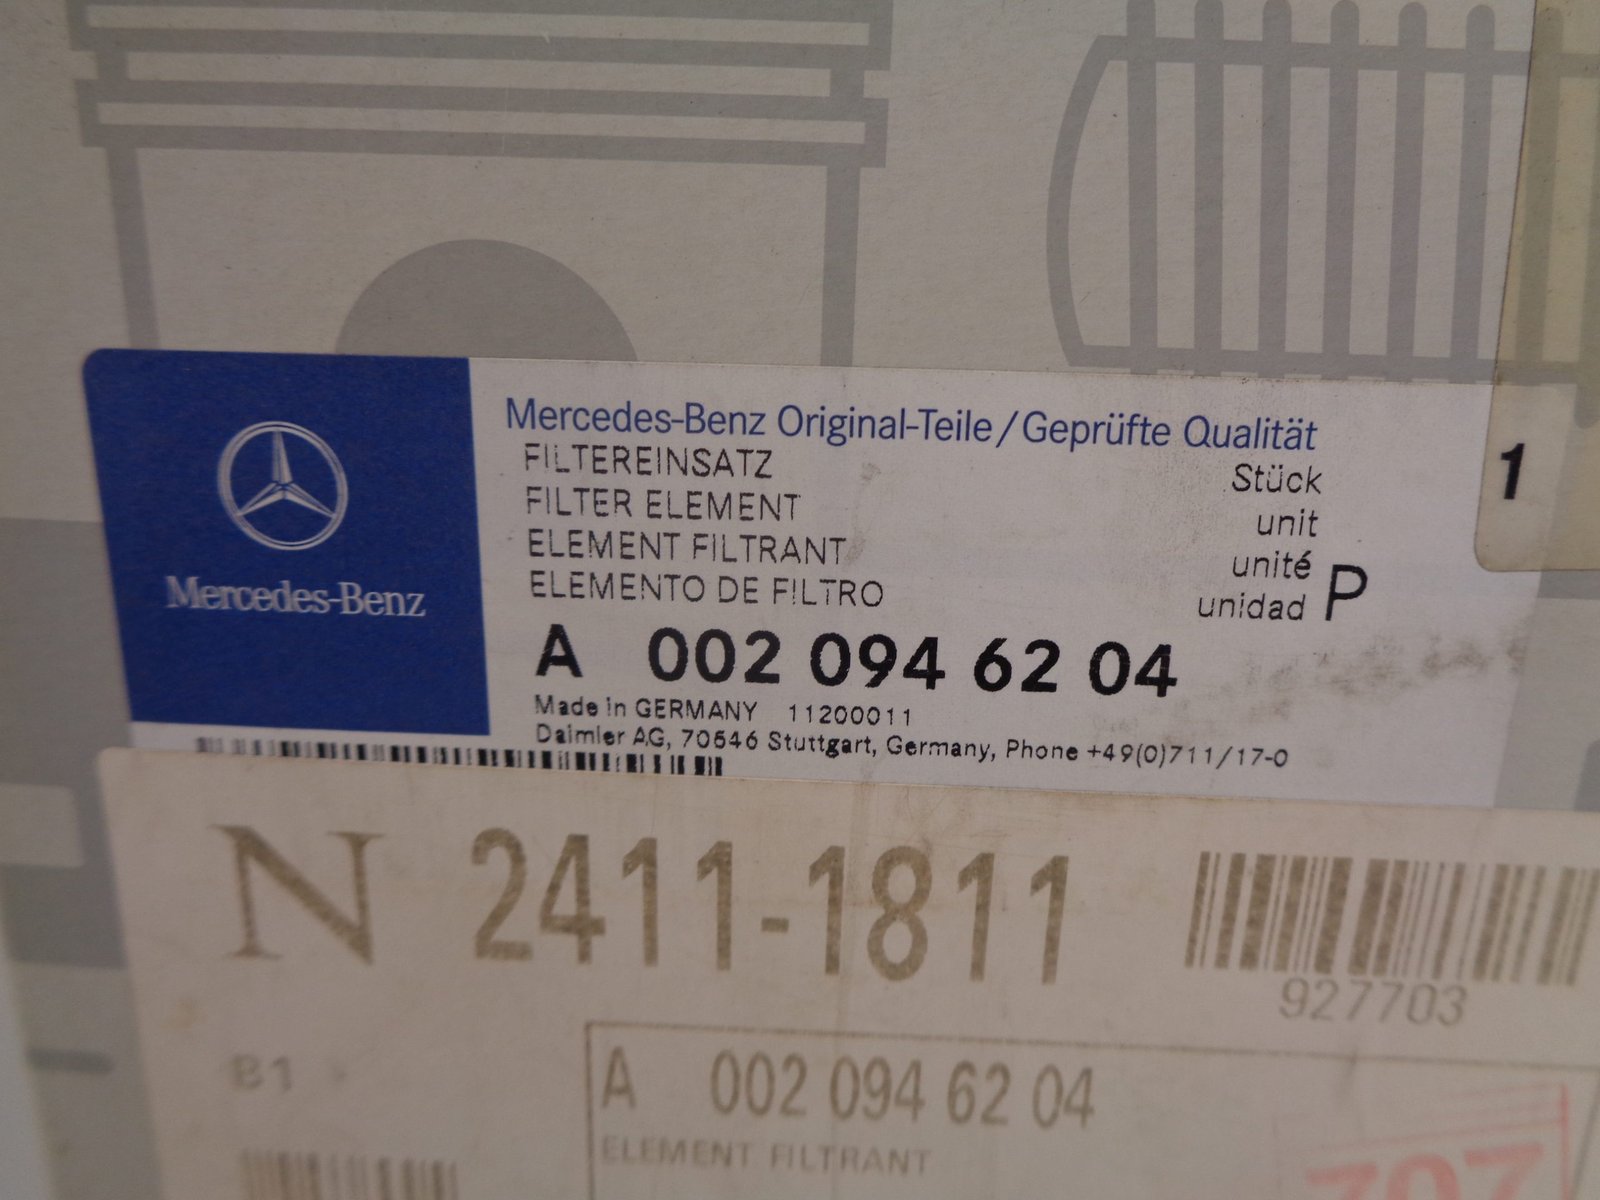 Mercedes-Benz Original-Teile/Geprüfte Qualität
FILTEREINSATZ
FILTER ELEMENT
ELEMENT FILTRANT
ELEMENTO DE FILTRO
Stück
unit
unité
unidad P
1
Mercedes-Benz
A 002 094 62 04
Made in GERMANY 11200011
Daimler AG, 70546 Stuttgart, Germany, Phone +49(0)711/17-0
N 2411-1811
927703
B1
A 002 094 62 04
ELEMENT FILTRANT